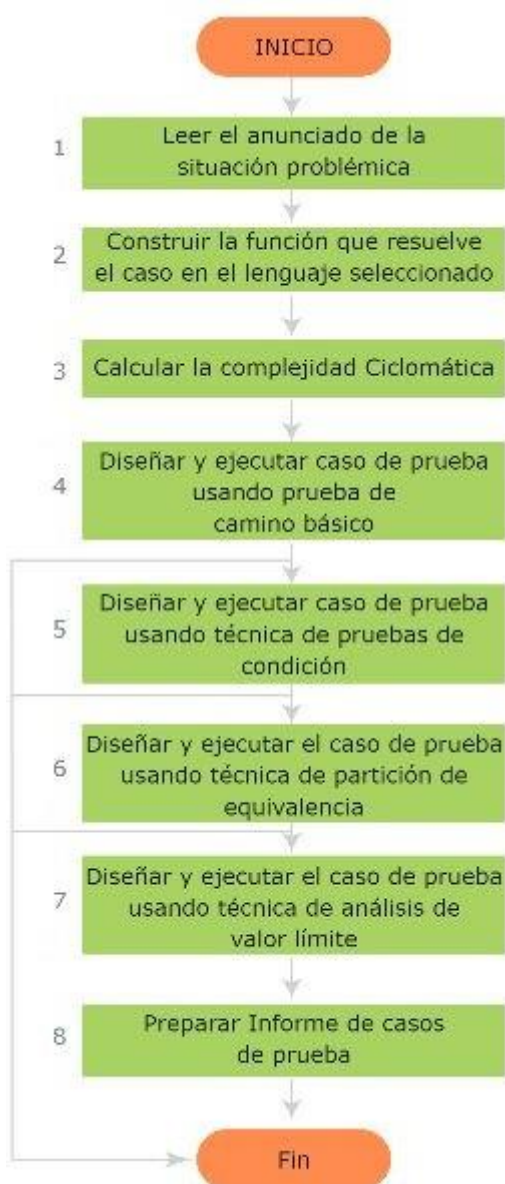 INICIO
1
Leer el anunciado de la
situación problémica
2
Construir la función que resuelve
el caso en el lenguaje seleccionado
3
Calcular la complejidad Ciclomática
4
Diseñar y ejecutar caso de prueba
usando prueba de
camino básico
5
Diseñar y ejecutar caso de prueba
usando técnica de pruebas de
condición
6
Diseñar y ejecutar el caso de prueba
usando técnica de partición de
equivalencia
7
Diseñar y ejecutar el caso de prueba
usando técnica de análisis de
valor límite
8
Preparar Informe de casos
de prueba
Fin